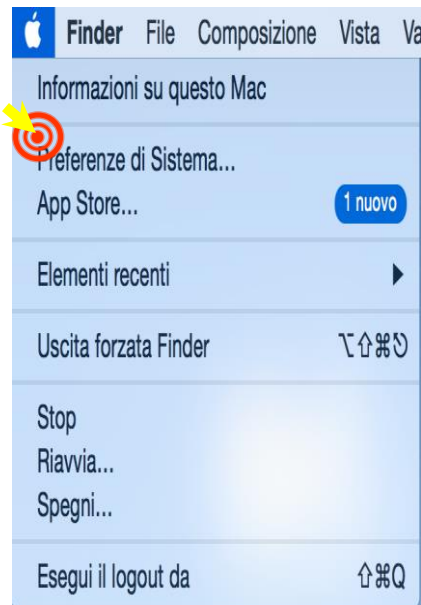 Finder File Composizione Vista Va
Informazioni su questo Mac
Preferenze di Sistema...
App Store... 1 nuovo
Elementi recenti
Uscita forzata Finder ⌥⇧⌘⎋
Stop
Riavvia...
Spegni...
Esegui il logout da ⇧⌘Q